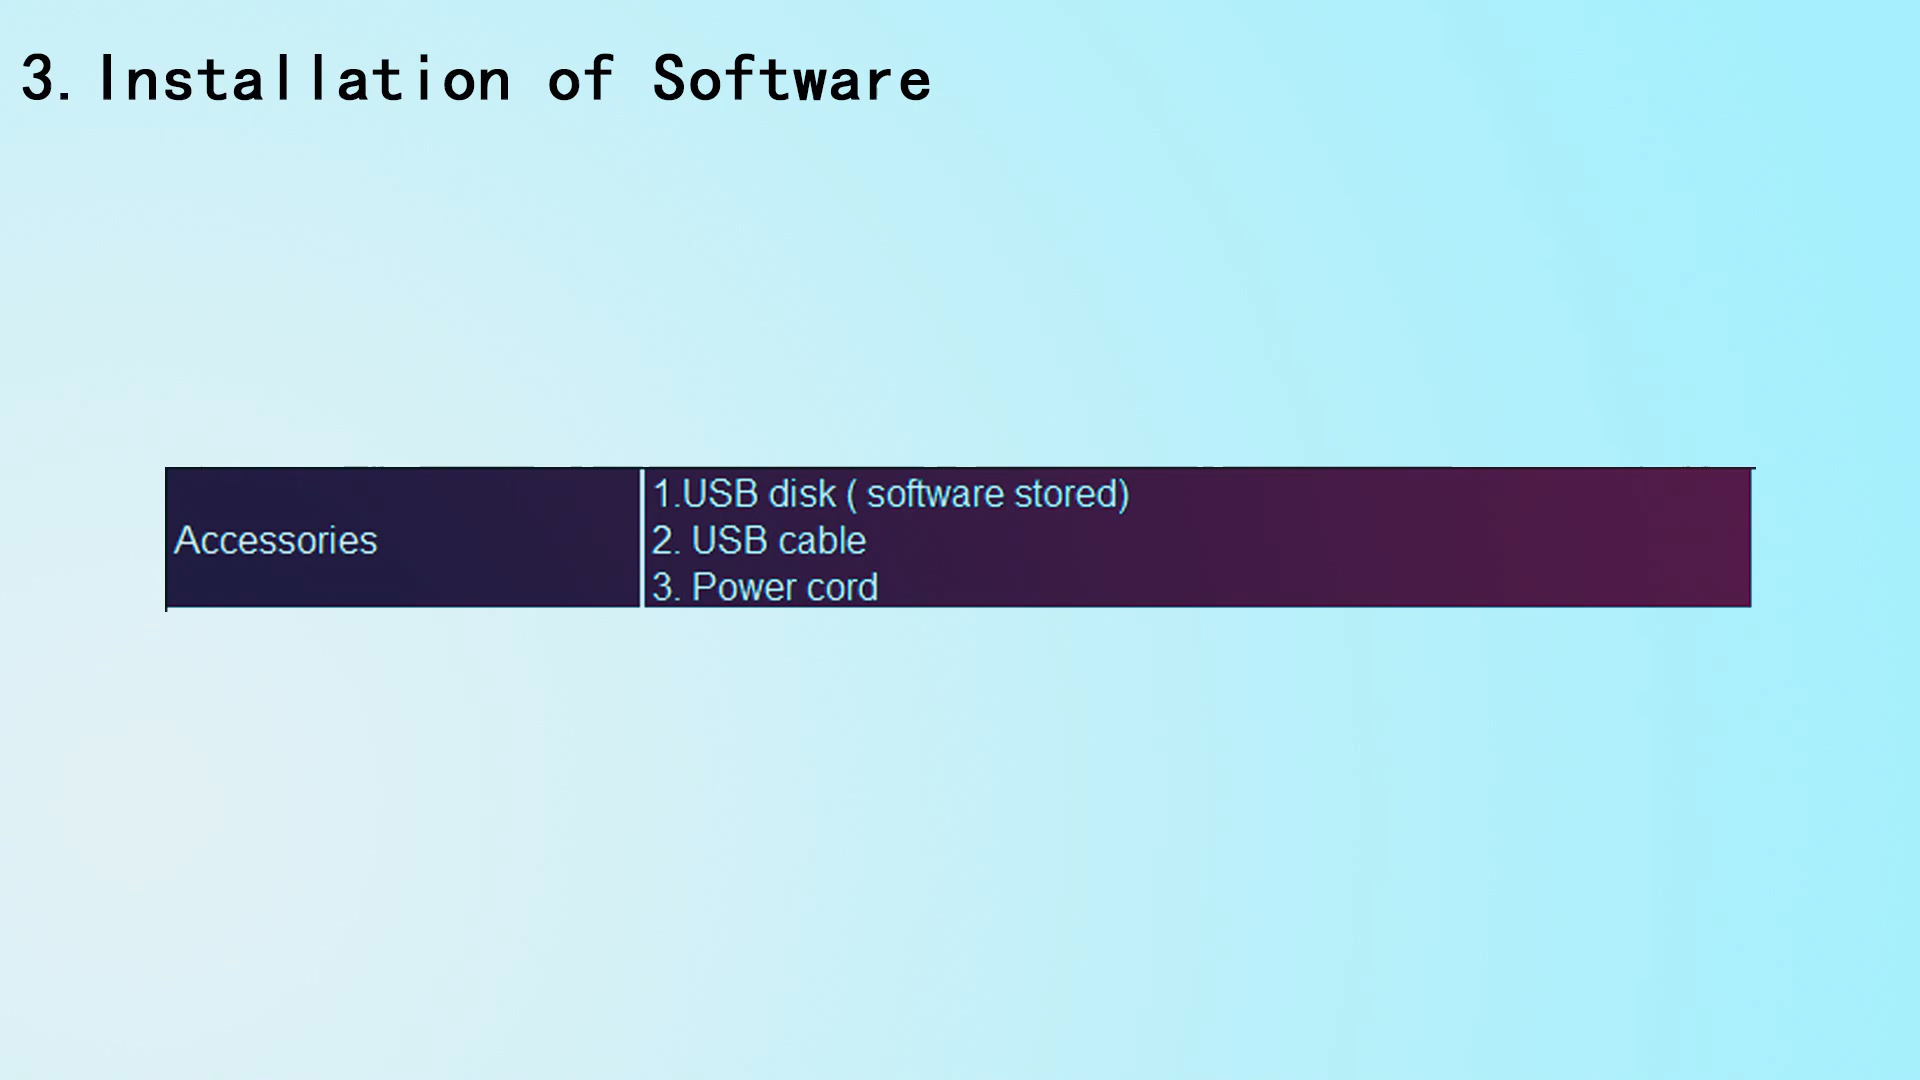 3. Installation of Software
Accessories
1.USB disk ( software stored)
2. USB cable
3. Power cord